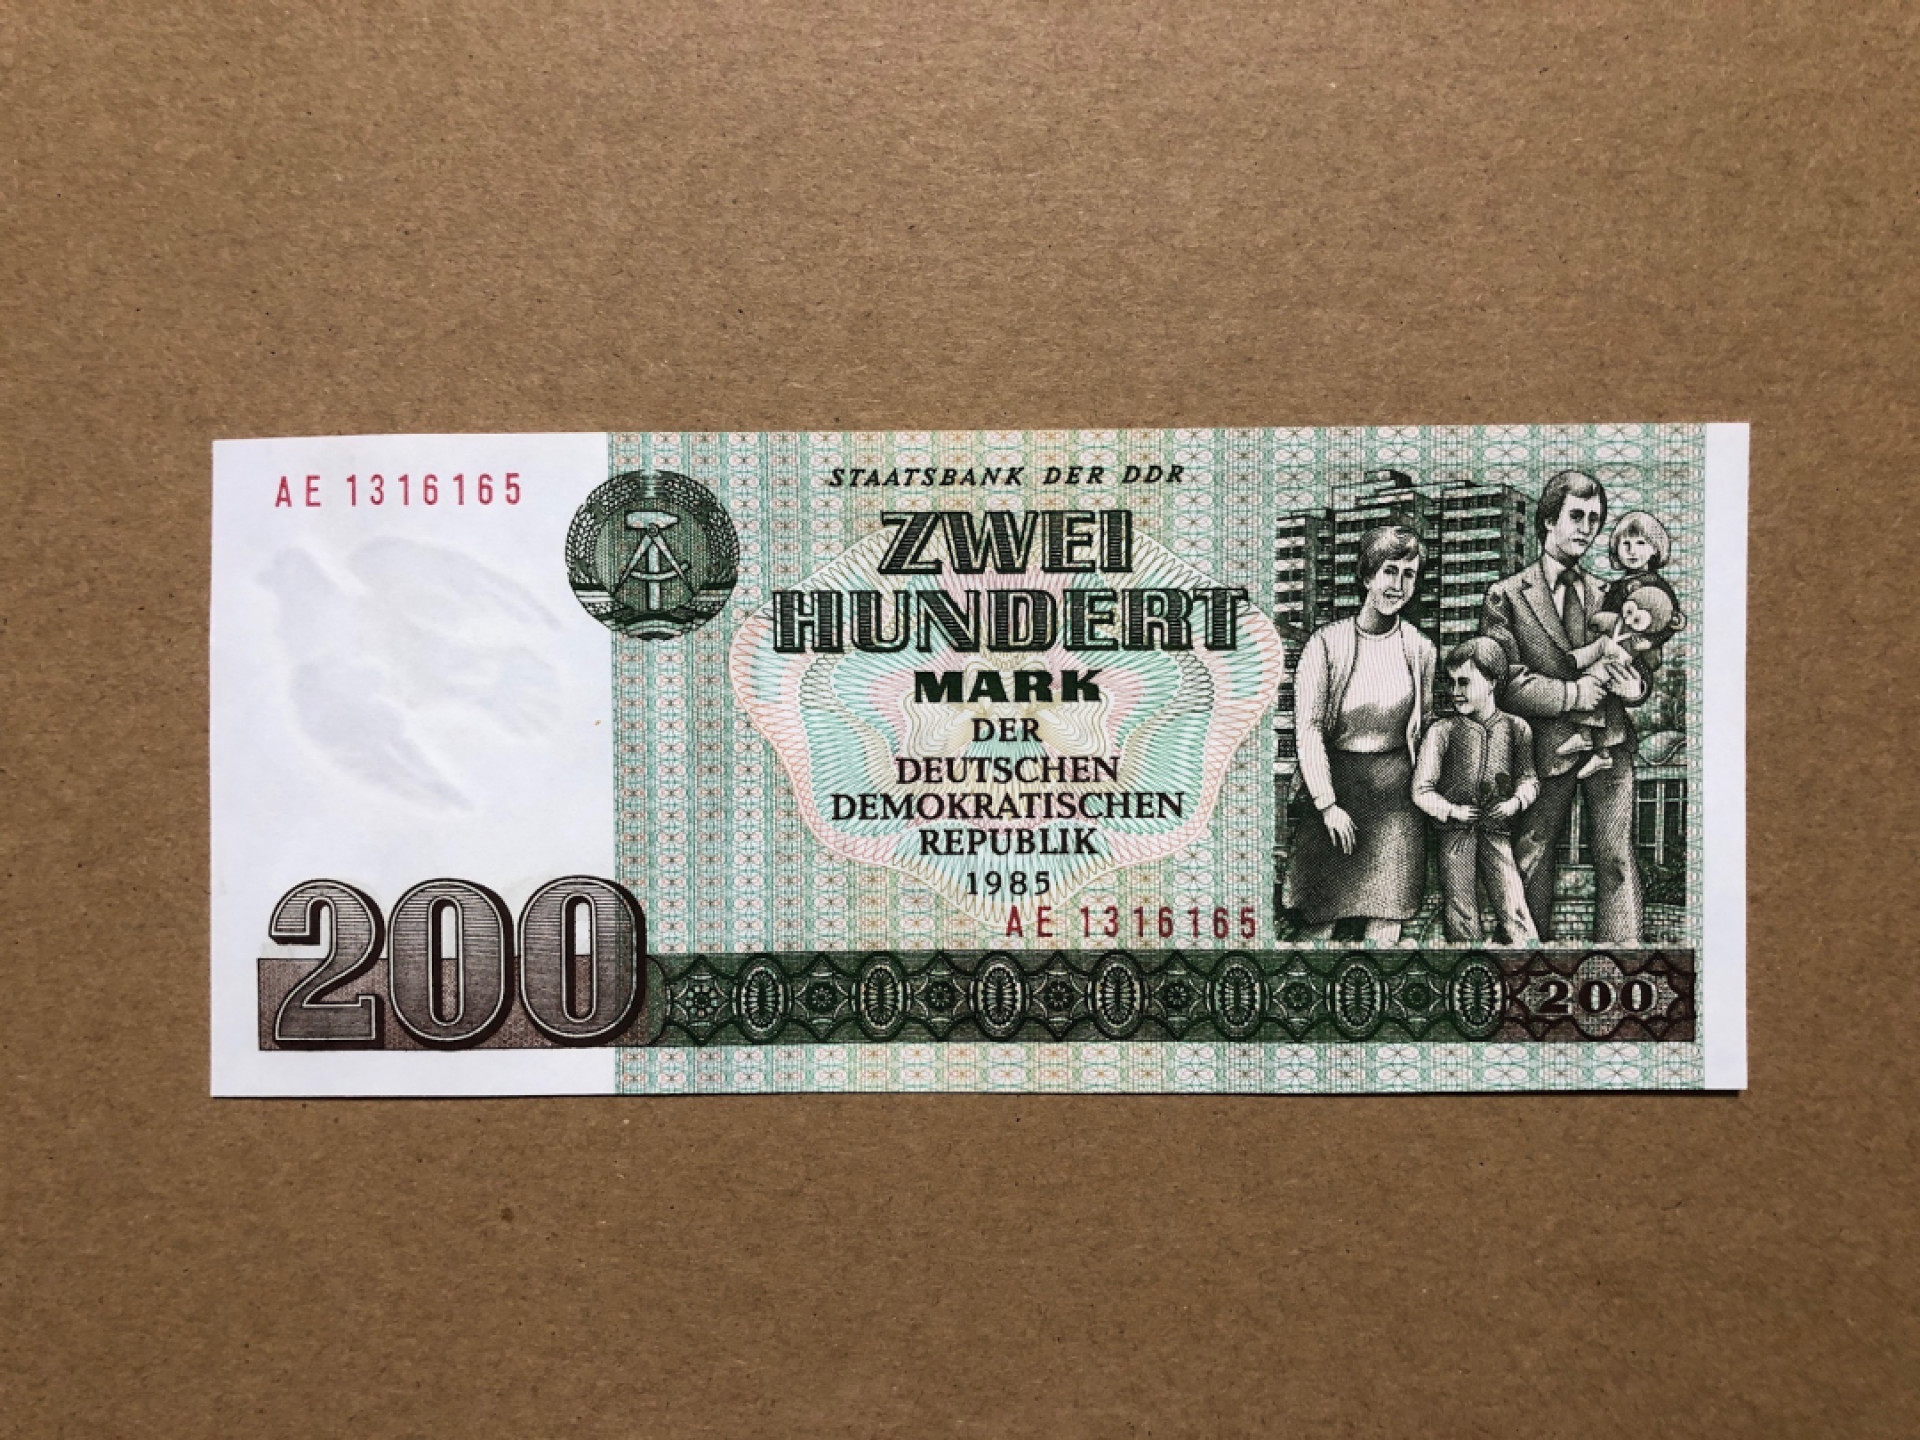 AE 1316165
STAATSBANK DER DDR
ZWEI
HUNDERT
MARK
DER
DEUTSCHEN
DEMOKRATISCHEN
REPUBLIK
1985
AE 1316165
200
200